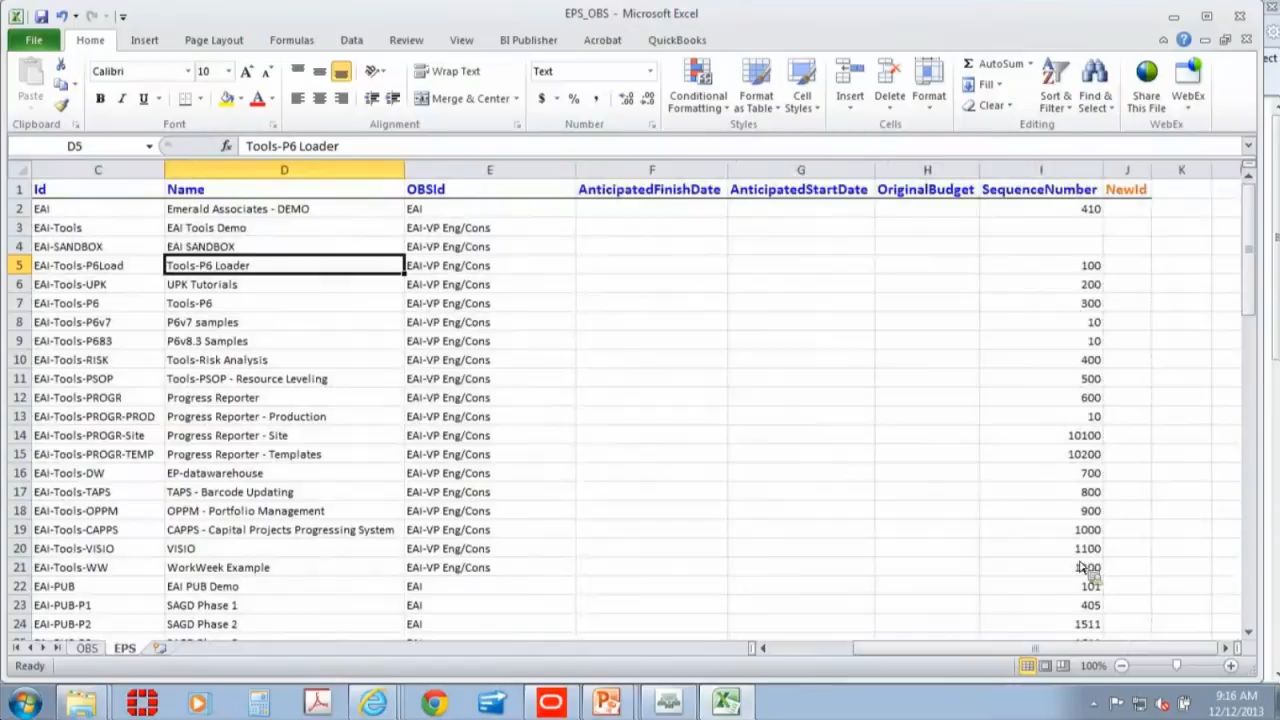 EPS_OBS - Microsoft Excel
File Home Insert Page Layout Formulas Data Review View BI Publisher Acrobat QuickBooks
Calibri 10 Wrap Text Text AutoSum
Paste Conditional Formatting Format as Table Cell Styles Insert Delete Format Fill Sort & Filter Find & Select Share This File WebEx
B I U Merge & Center $ % , Clear
Clipboard Font Alignment Number Styles Cells Editing WebEx
D5 fx Tools-P6 Loader
C D E F G H I J K
1 Id Name OBSId AnticipatedFinishDate AnticipatedStartDate OriginalBudget SequenceNumber NewId
2 EAI Emerald Associates - DEMO EAI 410
3 EAI-Tools EAI Tools Demo EAI-VP Eng/Cons
4 EAI-SANDBOX EAI SANDBOX EAI-VP Eng/Cons
5 EAI-Tools-P6Load Tools-P6 Loader EAI-VP Eng/Cons 100
6 EAI-Tools-UPK UPK Tutorials EAI-VP Eng/Cons 200
7 EAI-Tools-P6 Tools-P6 EAI-VP Eng/Cons 300
8 EAI-Tools-P6v7 P6v7 samples EAI-VP Eng/Cons 10
9 EAI-Tools-P683 P6v8.3 Samples EAI-VP Eng/Cons 10
10 EAI-Tools-RISK Tools-Risk Analysis EAI-VP Eng/Cons 400
11 EAI-Tools-PSOP Tools-PSOP - Resource Leveling EAI-VP Eng/Cons 500
12 EAI-Tools-PROGR Progress Reporter EAI-VP Eng/Cons 600
13 EAI-Tools-PROGR-PROD Progress Reporter - Production EAI-VP Eng/Cons 10
14 EAI-Tools-PROGR-Site Progress Reporter - Site EAI-VP Eng/Cons 10100
15 EAI-Tools-PROGR-TEMP Progress Reporter - Templates EAI-VP Eng/Cons 10200
16 EAI-Tools-DW EP-datawarehouse EAI-VP Eng/Cons 700
17 EAI-Tools-TAPS TAPS - Barcode Updating EAI-VP Eng/Cons 800
18 EAI-Tools-OPPM OPPM - Portfolio Management EAI-VP Eng/Cons 900
19 EAI-Tools-CAPPS CAPPS - Capital Projects Progressing System EAI-VP Eng/Cons 1000
20 EAI-Tools-VISIO VISIO EAI-VP Eng/Cons 1100
21 EAI-Tools-WW WorkWeek Example EAI-VP Eng/Cons
22 EAI-PUB EAI PUB Demo EAI 101
23 EAI-PUB-P1 SAGD Phase 1 EAI 405
24 EAI-PUB-P2 SAGD Phase 2 EAI 1511
OBS EPS
Ready 100%
9:16 AM
12/12/2013